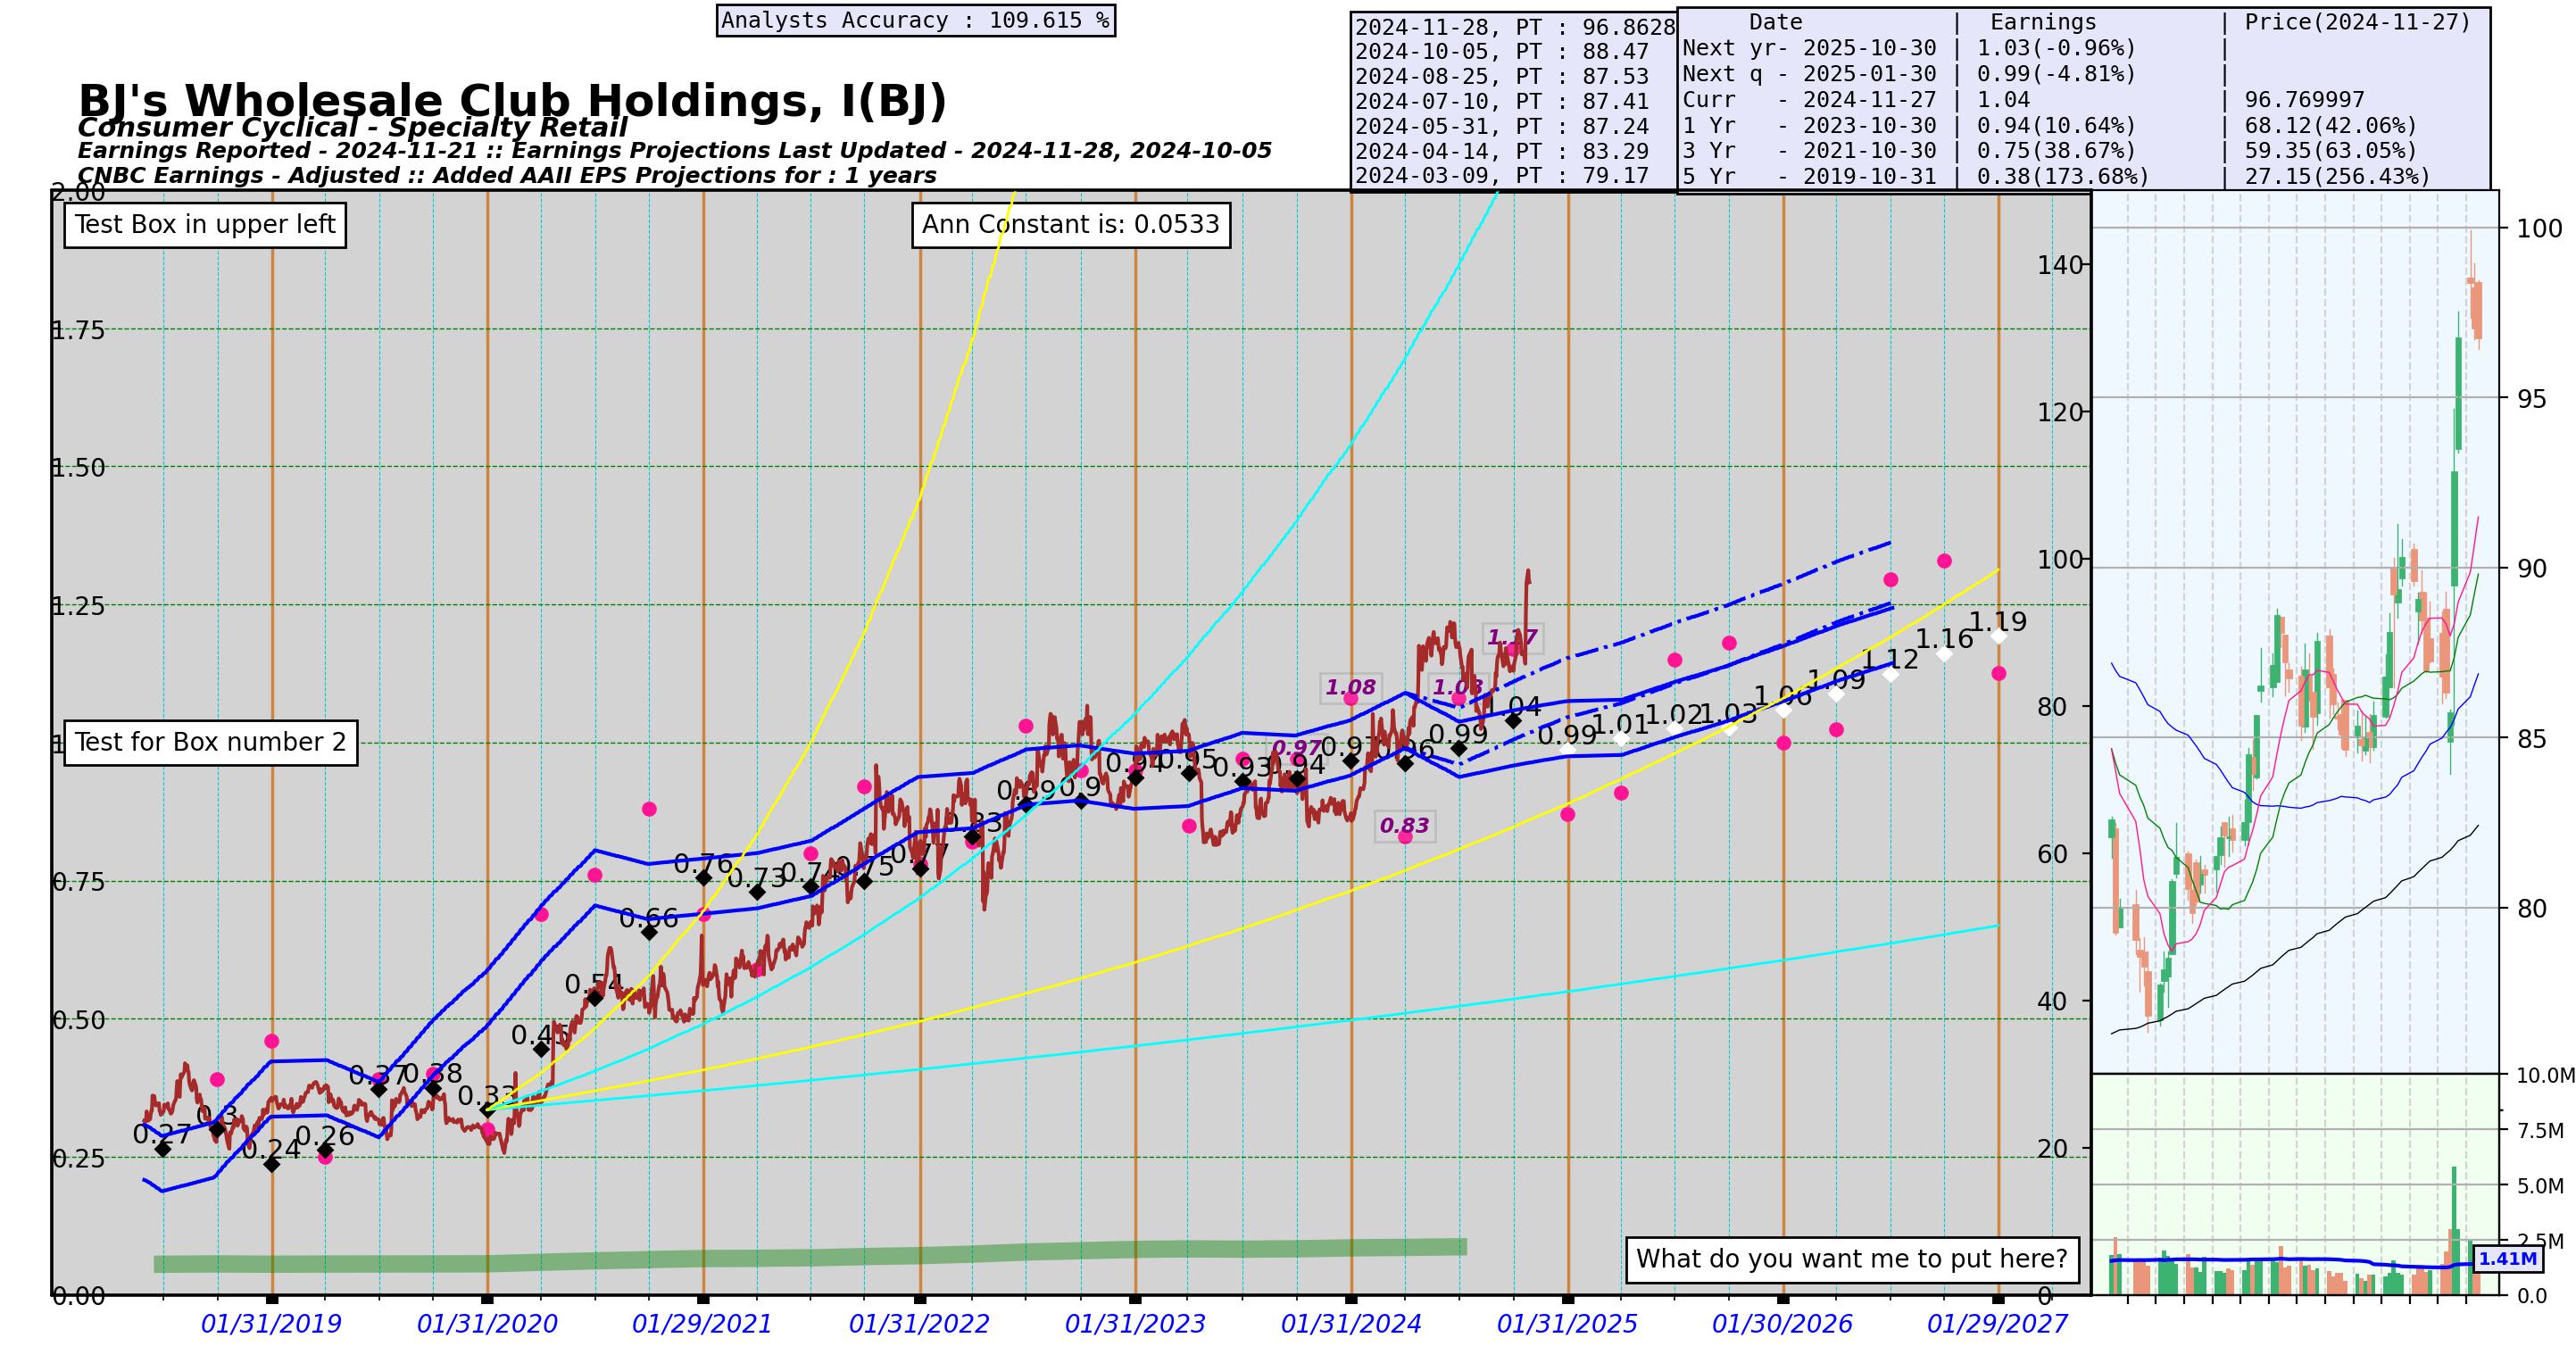 Analysts Accuracy : 109.615 %
BJ's Wholesale Club Holdings, I(BJ)
Consumer Cyclical - Specialty Retail
Earnings Reported - 2024-11-21 :: Earnings Projections Last Updated - 2024-11-28, 2024-10-05
CNBC Earnings - Adjusted :: Added AAII EPS Projections for : 1 years
2024-11-28, PT : 96.8628
2024-10-05, PT : 88.47
2024-08-25, PT : 87.53
2024-07-10, PT : 87.41
2024-05-31, PT : 87.24
2024-04-14, PT : 83.29
2024-03-09, PT : 79.17
Date | Earnings | Price(2024-11-27)
Next yr- 2025-10-30 | 1.03(-0.96%) |
Next q - 2025-01-30 | 0.99(-4.81%) |
Curr - 2024-11-27 | 1.04 | 96.769997
1 Yr - 2023-10-30 | 0.94(10.64%) | 68.12(42.06%)
3 Yr - 2021-10-30 | 0.75(38.67%) | 59.35(63.05%)
5 Yr - 2019-10-31 | 0.38(173.68%) | 27.15(256.43%)
Test Box in upper left
Ann Constant is: 0.0533
Test for Box number 2
What do you want me to put here?
2.00
1.75
1.50
1.25
0.75
0.50
0.25
0.00
0.27
0.3
0.24
0.26
0.37
0.38
0.33
0.45
0.54
0.66
0.76
0.73
0.74
0.75
0.77
0.83
0.89
0.9
0.94
0.95
0.93
0.94
0.97
0.96
0.99
1.04
0.99
1.01
1.02
1.03
1.06
1.09
1.12
1.16
1.19
0.97
1.08
0.83
1.08
1.17
140
120
100
80
60
40
20
0
100
95
90
85
80
10.0M
7.5M
5.0M
2.5M
1.41M
0.0
01/31/2019
01/31/2020
01/29/2021
01/31/2022
01/31/2023
01/31/2024
01/31/2025
01/30/2026
01/29/2027